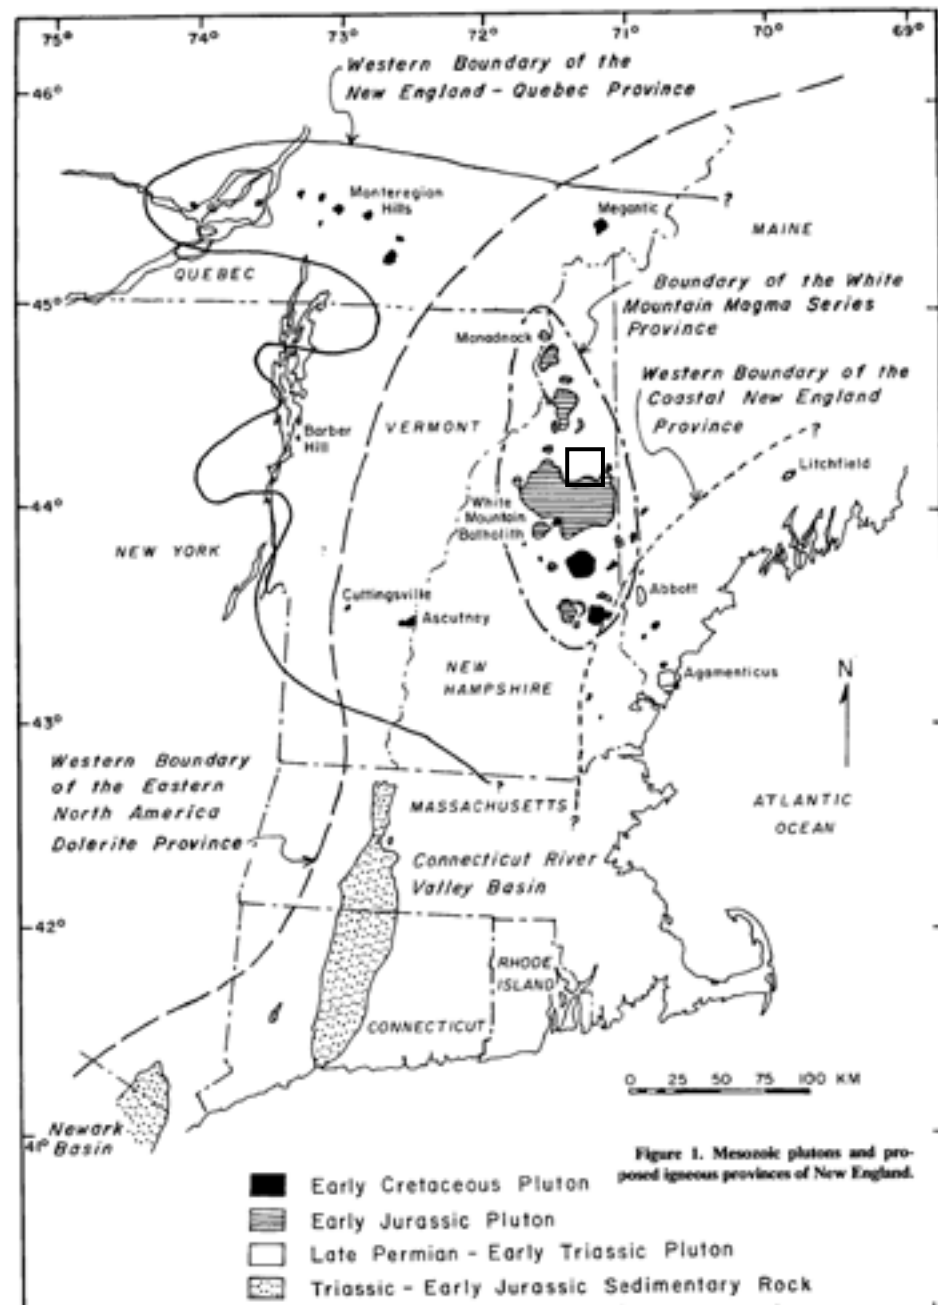 75°
74°
73°
72°
71°
70°
69°
46°
45°
44°
43°
42°
41°
Western Boundary of the
New England - Quebec Province
Monteregian
Hills
Megantic
?
MAINE
QUEBEC
Boundary of the White
Mountain Magma Series
Province
Monadnock
Western Boundary of the
Coastal New England
Province
?
Barber
Hill
VERMONT
Litchfield
White
Mountain
Batholith
NEW YORK
Cuttingsville
Ascutney
Abbott
NEW
HAMPSHIRE
Agamenticus
N
Western Boundary
of the Eastern
North America
Dolerite Province
?
MASSACHUSETTS
?
ATLANTIC
OCEAN
Connecticut River
Valley Basin
RHODE
ISLAND
CONNECTICUT
0 25 50 75 100 KM
Newark
Basin
Figure 1. Mesozoic plutons and pro-
posed igneous provinces of New England.
Early Cretaceous Pluton
Early Jurassic Pluton
Late Permian - Early Triassic Pluton
Triassic - Early Jurassic Sedimentary Rock